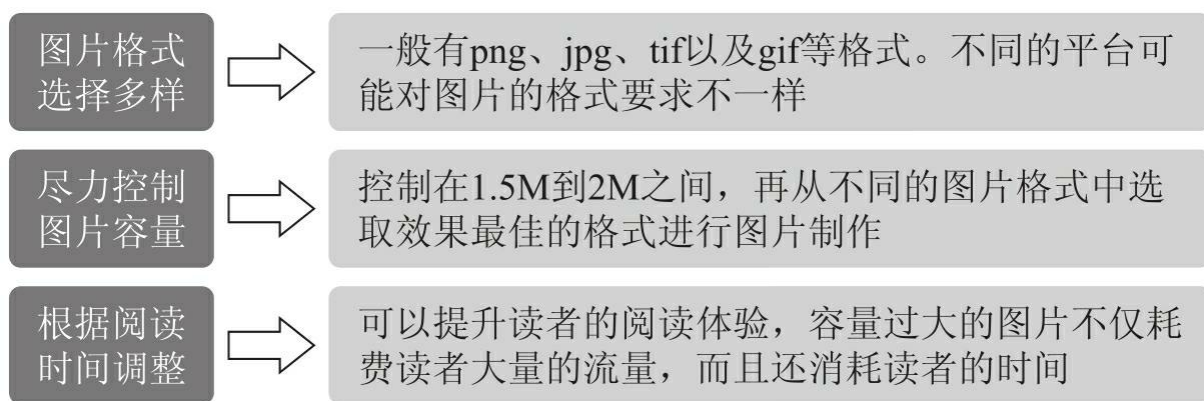 图片格式
选择多样
一般有png、jpg、tif以及gif等格式。不同的平台可
能对图片的格式要求不一样
尽力控制
图片容量
控制在1.5M到2M之间，再从不同的图片格式中选
取效果最佳的格式进行图片制作
根据阅读
时间调整
可以提升读者的阅读体验，容量过大的图片不仅耗
费读者大量的流量，而且还消耗读者的时间